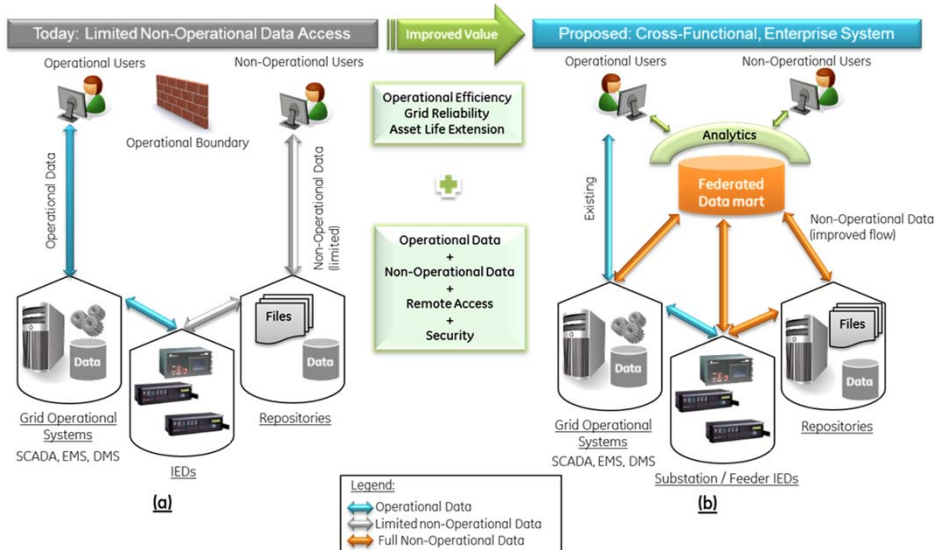 Today: Limited Non-Operational Data Access
Improved Value
Proposed: Cross-Functional, Enterprise System
Operational Users
Non-Operational Users
Operational Boundary
Operational Data
Non-Operational Data
(limited)
Files
Data
Data
Grid Operational
Systems
SCADA, EMS, DMS
IEDs
Repositories
(a)
Operational Efficiency
Grid Reliability
Asset Life Extension
Operational Data
+
Non-Operational Data
+
Remote Access
+
Security
Operational Users
Non-Operational Users
Analytics
Federated
Data mart
Existing
Non-Operational Data
(improved flow)
Data
Files
Data
Grid Operational
Systems
SCADA, EMS, DMS
Substation / Feeder IEDs
Repositories
(b)
Legend:
Operational Data
Limited non-Operational Data
Full Non-Operational Data